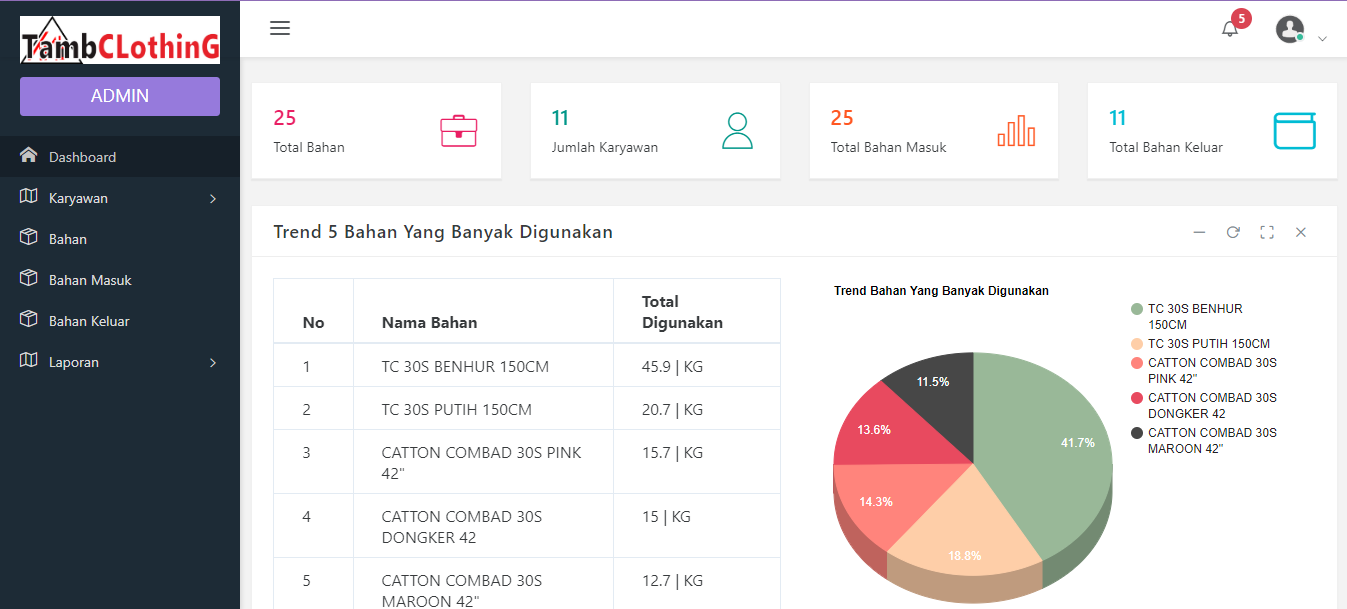 TambCLothinG
ADMIN
Dashboard
Karyawan
Bahan
Bahan Masuk
Bahan Keluar
Laporan
5
25
Total Bahan
11
Jumlah Karyawan
25
Total Bahan Masuk
11
Total Bahan Keluar
Trend 5 Bahan Yang Banyak Digunakan
No Nama Bahan Total
Digunakan
1 TC 30S BENHUR 150CM 45.9 | KG
2 TC 30S PUTIH 150CM 20.7 | KG
3 CATTON COMBAD 30S PINK 15.7 | KG
42"
4 CATTON COMBAD 30S 15 | KG
DONGKER 42
5 CATTON COMBAD 30S 12.7 | KG
MAROON 42"
Trend Bahan Yang Banyak Digunakan
11.5%
13.6%
41.7%
14.3%
18.8%
TC 30S BENHUR
150CM
TC 30S PUTIH 150CM
CATTON COMBAD 30S
PINK 42"
CATTON COMBAD 30S
DONGKER 42
CATTON COMBAD 30S
MAROON 42"